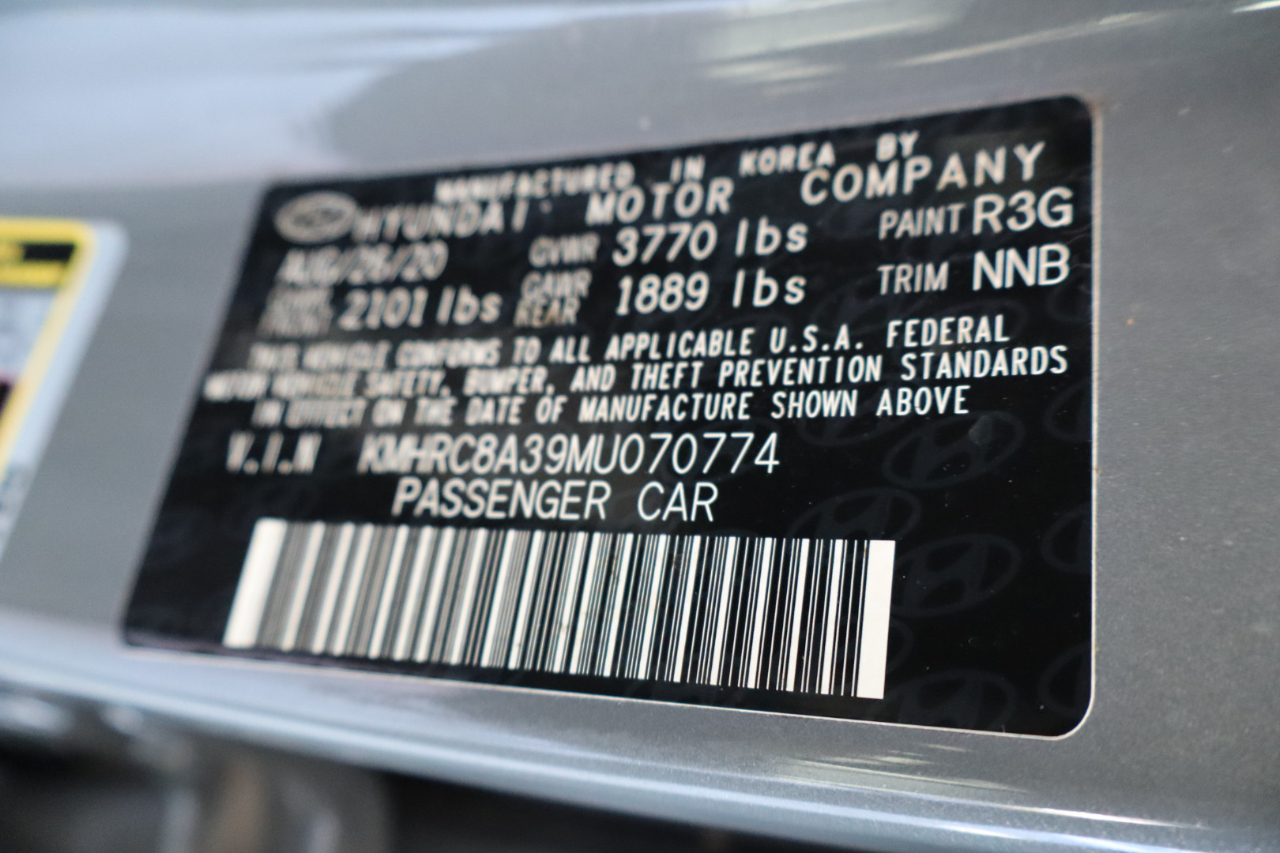 MANUFACTURED IN KOREA BY
HYUNDAI MOTOR COMPANY
AUG/26/20 GVWR 3770 lbs PAINT R3G
GAWR FRONT 2101 lbs GAWR REAR 1889 lbs TRIM NNB
THIS VEHICLE CONFORMS TO ALL APPLICABLE U.S.A. FEDERAL
MOTOR VEHICLE SAFETY, BUMPER, AND THEFT PREVENTION STANDARDS
IN EFFECT ON THE DATE OF MANUFACTURE SHOWN ABOVE
V.I.N KMHRC8A39MU070774
PASSENGER CAR